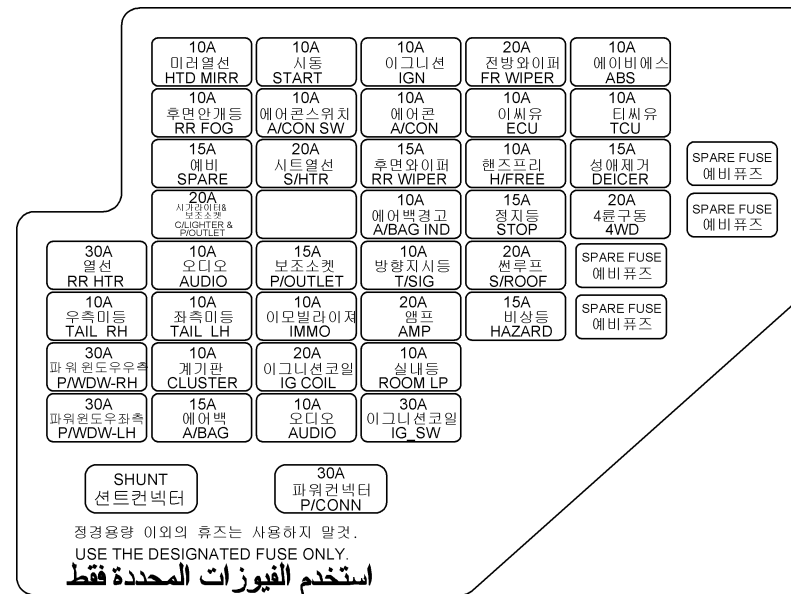 10A 10A 10A 20A 10A
미러열선 시동 이그니션 전방와이퍼 에이비에스
HTD MIRR START IGN FR WIPER ABS
10A 10A 10A 10A 10A
후면안개등 에어콘스위치 에어콘 이씨유 티씨유
RR FOG A/CON SW A/CON ECU TCU
15A 20A 15A 10A 15A
예비 시트열선 후면와이퍼 핸즈프리 성애제거 SPARE FUSE
SPARE S/HTR RR WIPER H/FREE DEICER 예비퓨즈
20A 10A 15A 20A
시가라이터& 에어백경고 정지등 4륜구동 SPARE FUSE
보조소켓 A/BAG IND STOP 4WD 예비퓨즈
C/LIGHTER &
P/OUTLET
30A 10A 15A 10A 20A
열선 오디오 보조소켓 방향지시등 썬루프 SPARE FUSE
RR HTR AUDIO P/OUTLET T/SIG S/ROOF 예비퓨즈
10A 10A 10A 20A 15A
우측미등 좌측미등 이모빌라이져 앰프 비상등 SPARE FUSE
TAIL RH TAIL LH IMMO AMP HAZARD 예비퓨즈
30A 10A 20A 10A
파워윈도우우측 계기판 이그니션코일 실내등
P/WDW-RH CLUSTER IG COIL ROOM LP
30A 15A 10A 30A
파워윈도우좌측 에어백 오디오 이그니션코일
P/WDW-LH A/BAG AUDIO IG_SW
SHUNT
션트컨넥터
30A
파워컨넥터
P/CONN
정경용량 이외의 휴즈는 사용하지 말것.
USE THE DESIGNATED FUSE ONLY.
استخدم الفيوزات المحددة فقط